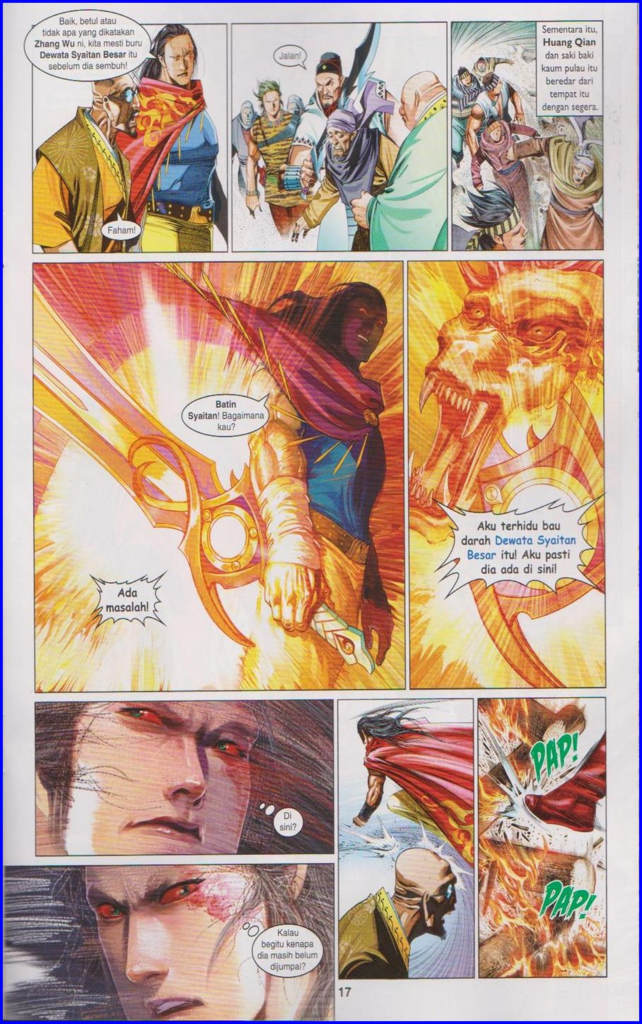 Baik, betul atau
tidak apa yang dikatakan
Zhang Wu ni, kita mesti buru
Dewata Syaitan Besar itu
sebelum dia sembuh!
Faham!
Jalan!
Sementara itu,
Huang Qian
dan saki baki
kaum pulau itu
beredar dari
tempat itu
dengan segera.
Batin
Syaitan! Bagaimana
kau?
Ada
masalah!
Aku terhidu bau
darah Dewata Syaitan
Besar itu! Aku pasti
dia ada di sini!
Di
sini?
Kalau
begitu kenapa
dia masih belum
dijumpai?
PAP!
PAP!
17